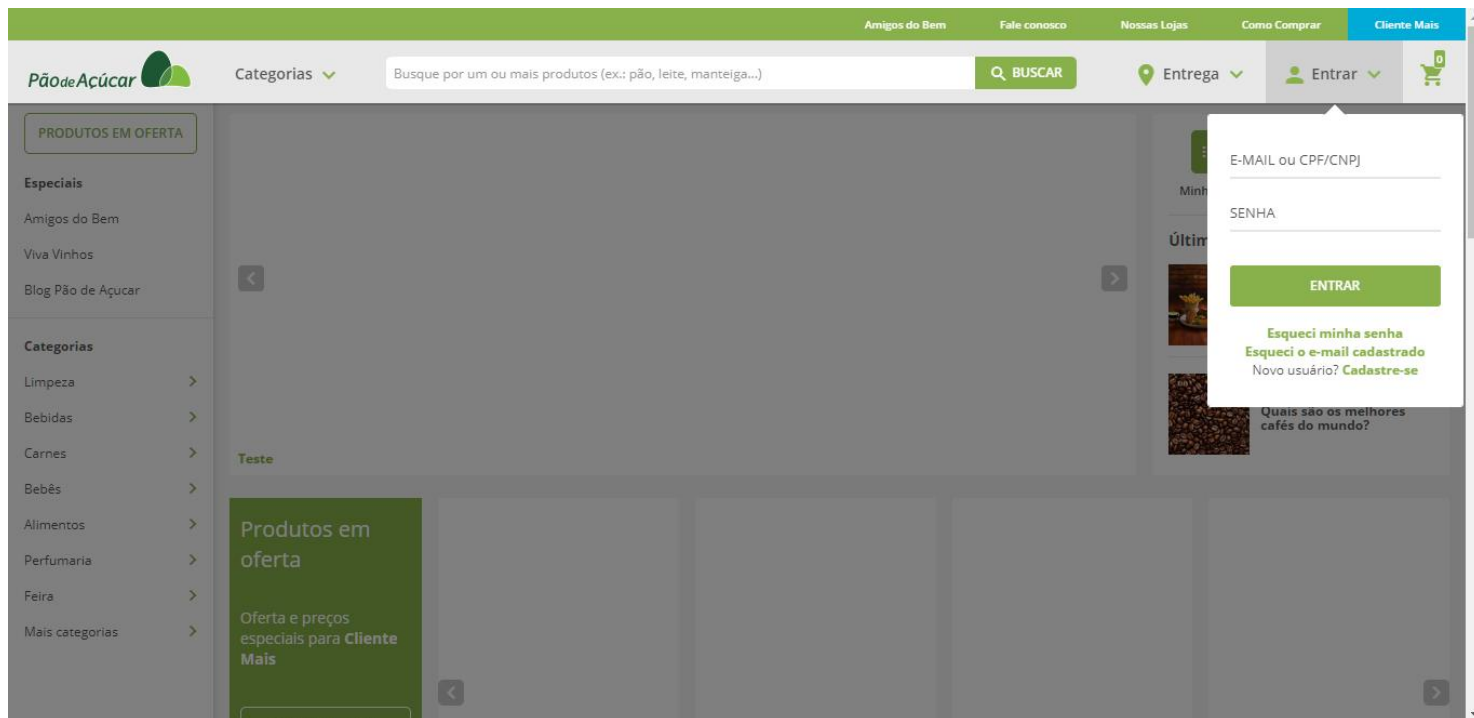 Amigos do Bem Fale conosco Nossas Lojas Como Comprar Cliente Mais
PãodeAçúcar Categorias Busque por um ou mais produtos (ex.: pão, leite, manteiga...) BUSCAR Entrega Entrar 0
PRODUTOS EM OFERTA
Especiais
Amigos do Bem
Viva Vinhos
Blog Pão de Açucar
Categorias
Limpeza
Bebidas
Carnes
Bebês
Alimentos
Perfumaria
Feira
Mais categorias
Teste
Produtos em
oferta
Oferta e preços
especiais para Cliente
Mais
Minh
Últim
Quais são os melhores
cafés do mundo?
E-MAIL ou CPF/CNPJ
SENHA
ENTRAR
Esqueci minha senha
Esqueci o e-mail cadastrado
Novo usuário? Cadastre-se